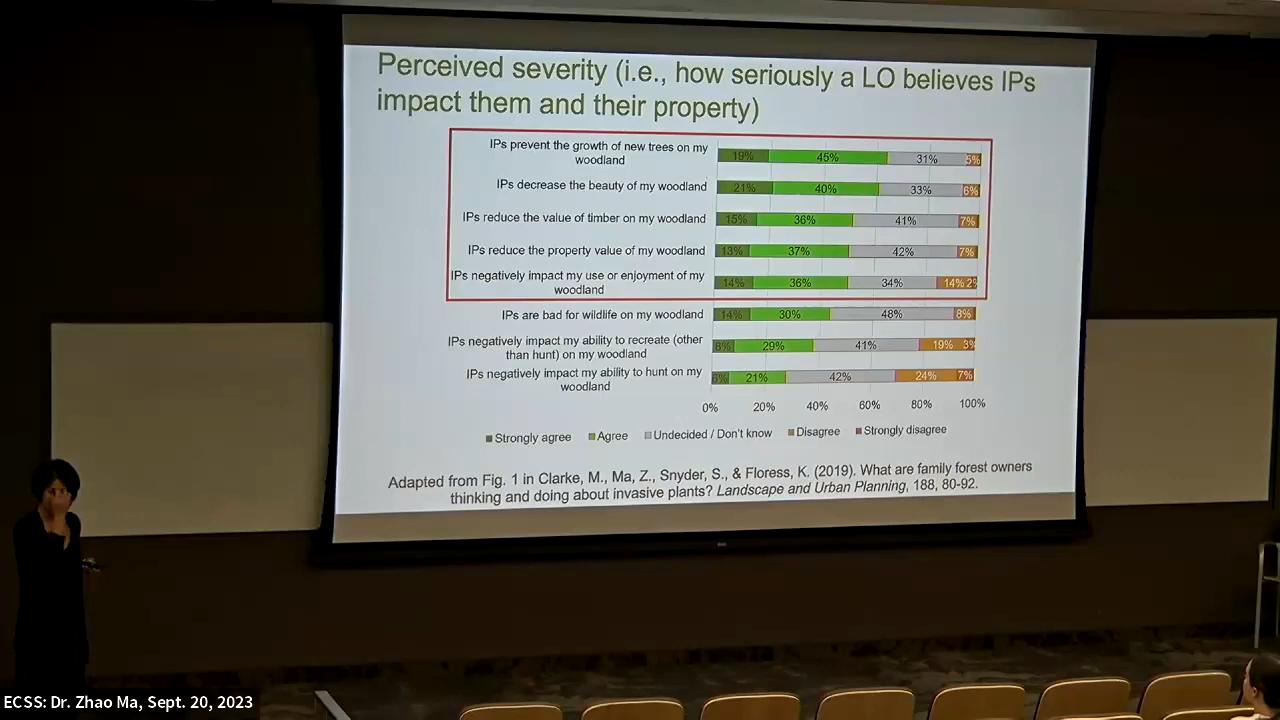 Perceived severity (i.e., how seriously a LO believes IPs
impact them and their property)
IPs prevent the growth of new trees on my
woodland
19% 45% 31% 5%
IPs decrease the beauty of my woodland
21% 40% 33% 6%
IPs reduce the value of timber on my woodland
15% 36% 41% 7%
IPs reduce the property value of my woodland
13% 37% 42% 7%
IPs negatively impact my use or enjoyment of my
woodland
14% 36% 34% 14% 2%
IPs are bad for wildlife on my woodland
14% 30% 48% 8%
IPs negatively impact my ability to recreate (other
than hunt) on my woodland
8% 29% 41% 19% 3%
IPs negatively impact my ability to hunt on my
woodland
6% 21% 42% 24% 7%
0% 20% 40% 60% 80% 100%
Strongly agree Agree Undecided / Don't know Disagree Strongly disagree
Adapted from Fig. 1 in Clarke, M., Ma, Z., Snyder, S., & Floress, K. (2019). What are family forest owners
thinking and doing about invasive plants? Landscape and Urban Planning, 188, 80-92.
ECSS: Dr. Zhao Ma, Sept. 20, 2023